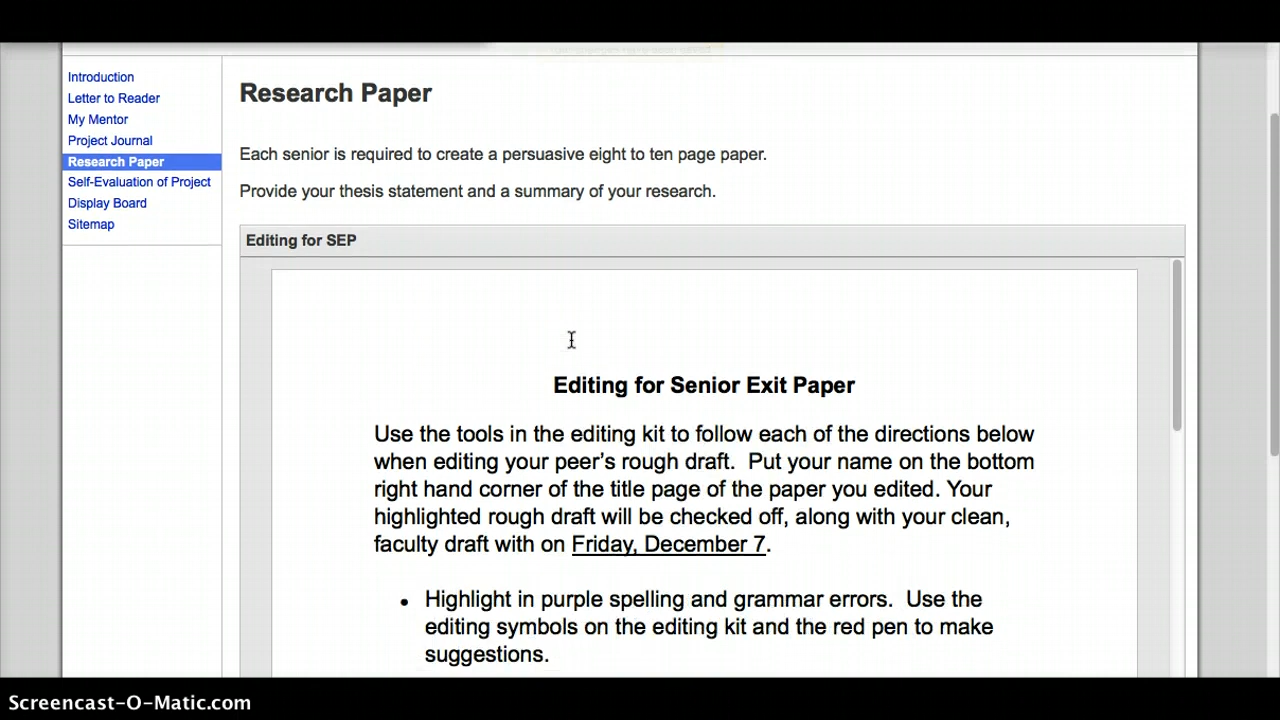 Introduction
Letter to Reader
My Mentor
Project Journal
Research Paper
Self-Evaluation of Project
Display Board
Sitemap
Research Paper
Each senior is required to create a persuasive eight to ten page paper.
Provide your thesis statement and a summary of your research.
Editing for SEP
Editing for Senior Exit Paper
Use the tools in the editing kit to follow each of the directions below
when editing your peer’s rough draft.  Put your name on the bottom
right hand corner of the title page of the paper you edited. Your
highlighted rough draft will be checked off, along with your clean,
faculty draft with on Friday, December 7.
• Highlight in purple spelling and grammar errors.  Use the
editing symbols on the editing kit and the red pen to make
suggestions.
Screencast-O-Matic.com